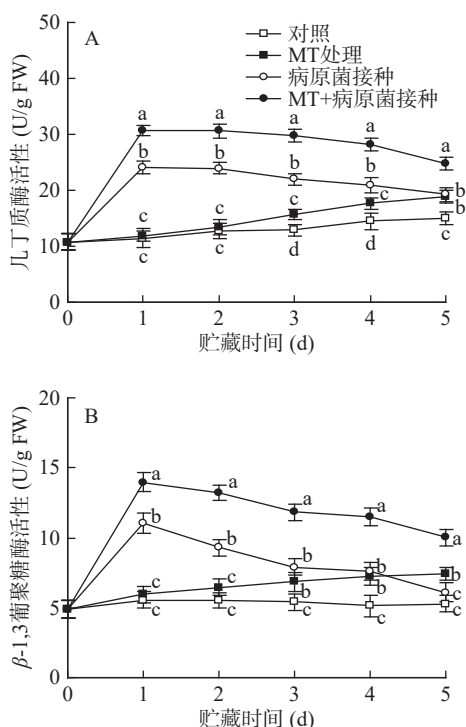 A
对照
MT处理
病原菌接种
MT+病原菌接种
几丁质酶活性 (U/g FW)
50
40
30
20
10
0
a a a a a
b b b b b
c c c c b
c c d d c
0 1 2 3 4 5
贮藏时间 (d)
B
β-1,3葡聚糖酶活性 (U/g FW)
20
15
10
5
0
a a a a a
b b b b b
c c b b c
c c c c c
0 1 2 3 4 5
贮藏时间 (d)